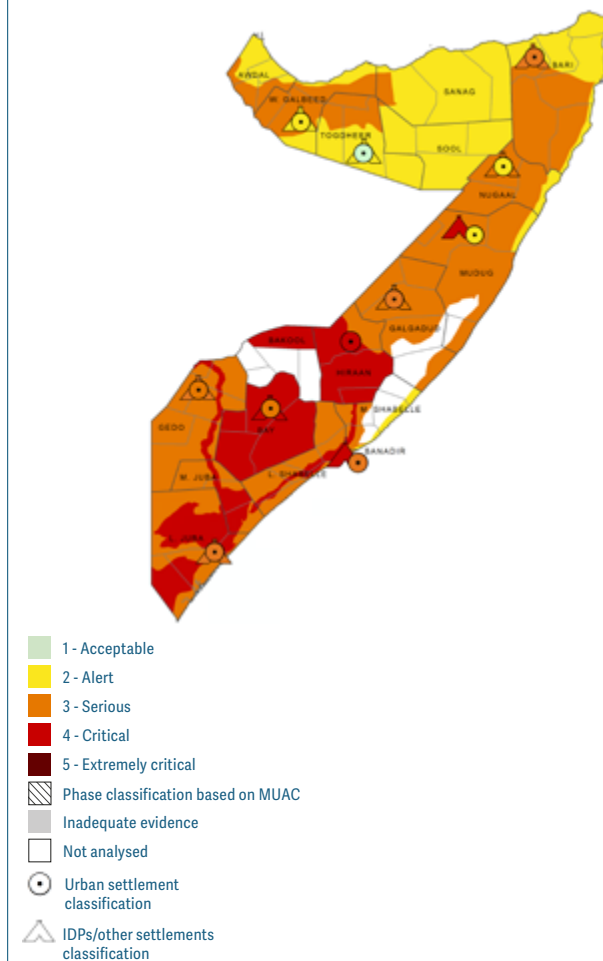 BARI
AWDAL
SANAG
W. GALBEED
TOGDHEER
SOOL
NUGAAL
MUDUG
GALGADUD
BAKOOL
HIRAAN
M. SHABELLE
GEDO
BAY
BANADIR
L. SHABELLE
M. JUBA
L. JUBA
1 - Acceptable
2 - Alert
3 - Serious
4 - Critical
5 - Extremely critical
Phase classification based on MUAC
Inadequate evidence
Not analysed
Urban settlement
classification
IDPs/other settlements
classification